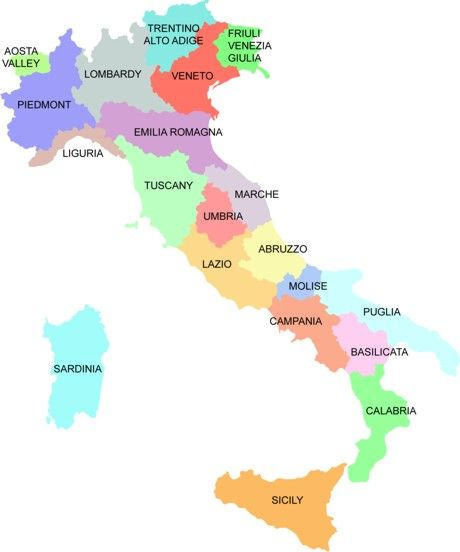 TRENTINO
ALTO ADIGE
FRIULI
VENEZIA
GIULIA
AOSTA
VALLEY
LOMBARDY
VENETO
PIEDMONT
EMILIA ROMAGNA
LIGURIA
TUSCANY
MARCHE
UMBRIA
ABRUZZO
LAZIO
MOLISE
PUGLIA
CAMPANIA
BASILICATA
SARDINIA
CALABRIA
SICILY